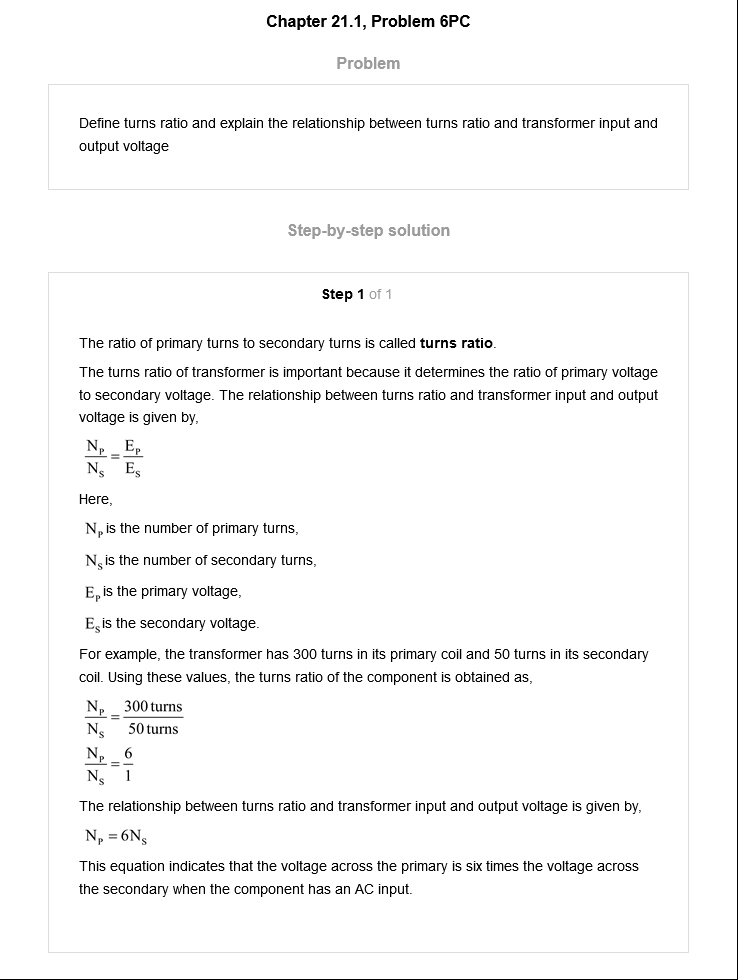 Chapter 21.1, Problem 6PC
Problem
Define turns ratio and explain the relationship between turns ratio and transformer input and
output voltage
Step-by-step solution
Step 1 of 1
The ratio of primary turns to secondary turns is called turns ratio.
The turns ratio of transformer is important because it determines the ratio of primary voltage
to secondary voltage. The relationship between turns ratio and transformer input and output
voltage is given by,
N_P/N_S = E_P/E_S
Here,
N_P is the number of primary turns,
N_S is the number of secondary turns,
E_P is the primary voltage,
E_S is the secondary voltage.
For example, the transformer has 300 turns in its primary coil and 50 turns in its secondary
coil. Using these values, the turns ratio of the component is obtained as,
N_P/N_S = 300 turns/50 turns
N_P/N_S = 6/1
The relationship between turns ratio and transformer input and output voltage is given by,
N_P = 6N_S
This equation indicates that the voltage across the primary is six times the voltage across
the secondary when the component has an AC input.